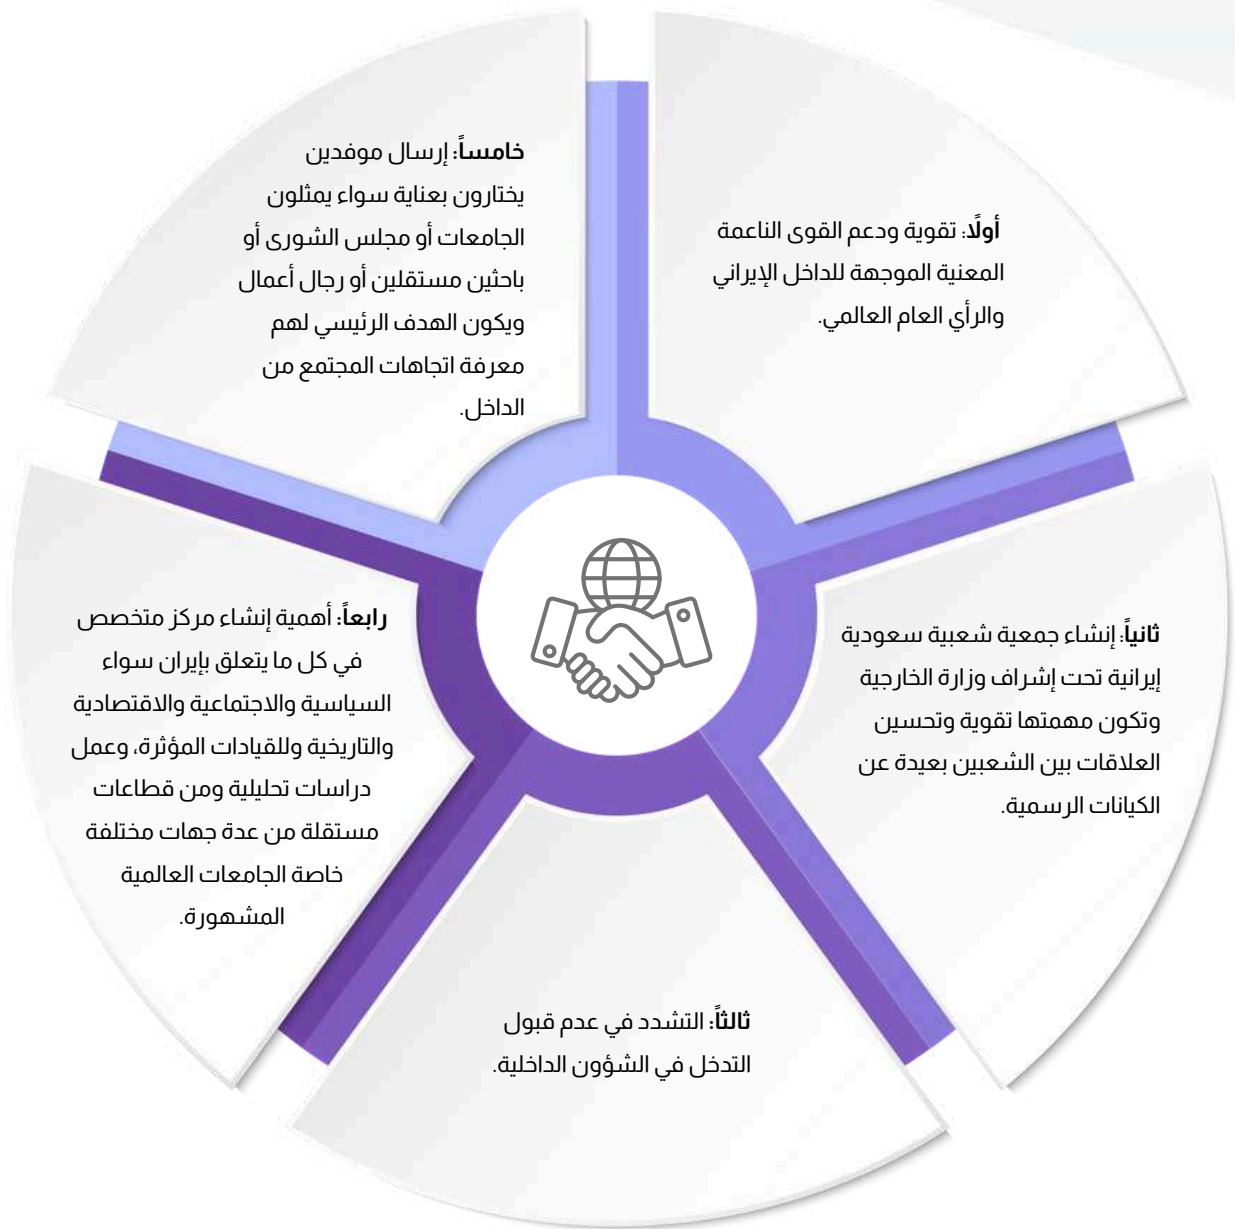 أولًا: تقوية ودعم القوى الناعمة
المعنية الموجهة للداخل الإيراني
والرأي العام العالمي.
ثانياً: إنشاء جمعية شعبية سعودية
إيرانية تحت إشراف وزارة الخارجية
وتكون مهمتها تقوية وتحسين
العلاقات بين الشعبين بعيدة عن
الكيانات الرسمية.
ثالثاً: التشدد في عدم قبول
التدخل في الشؤون الداخلية.
رابعاً: أهمية إنشاء مركز متخصص
في كل ما يتعلق بإيران سواء
السياسية والاجتماعية والاقتصادية
والتاريخية وللقيادات المؤثرة، وعمل
دراسات تحليلية ومن قطاعات
مستقلة من عدة جهات مختلفة
خاصة الجامعات العالمية
المشهورة.
خامساً: إرسال موفدين
يختارون بعناية سواء يمثلون
الجامعات أو مجلس الشورى أو
باحثين مستقلين أو رجال أعمال
ويكون الهدف الرئيسي لهم
معرفة اتجاهات المجتمع من
الداخل.